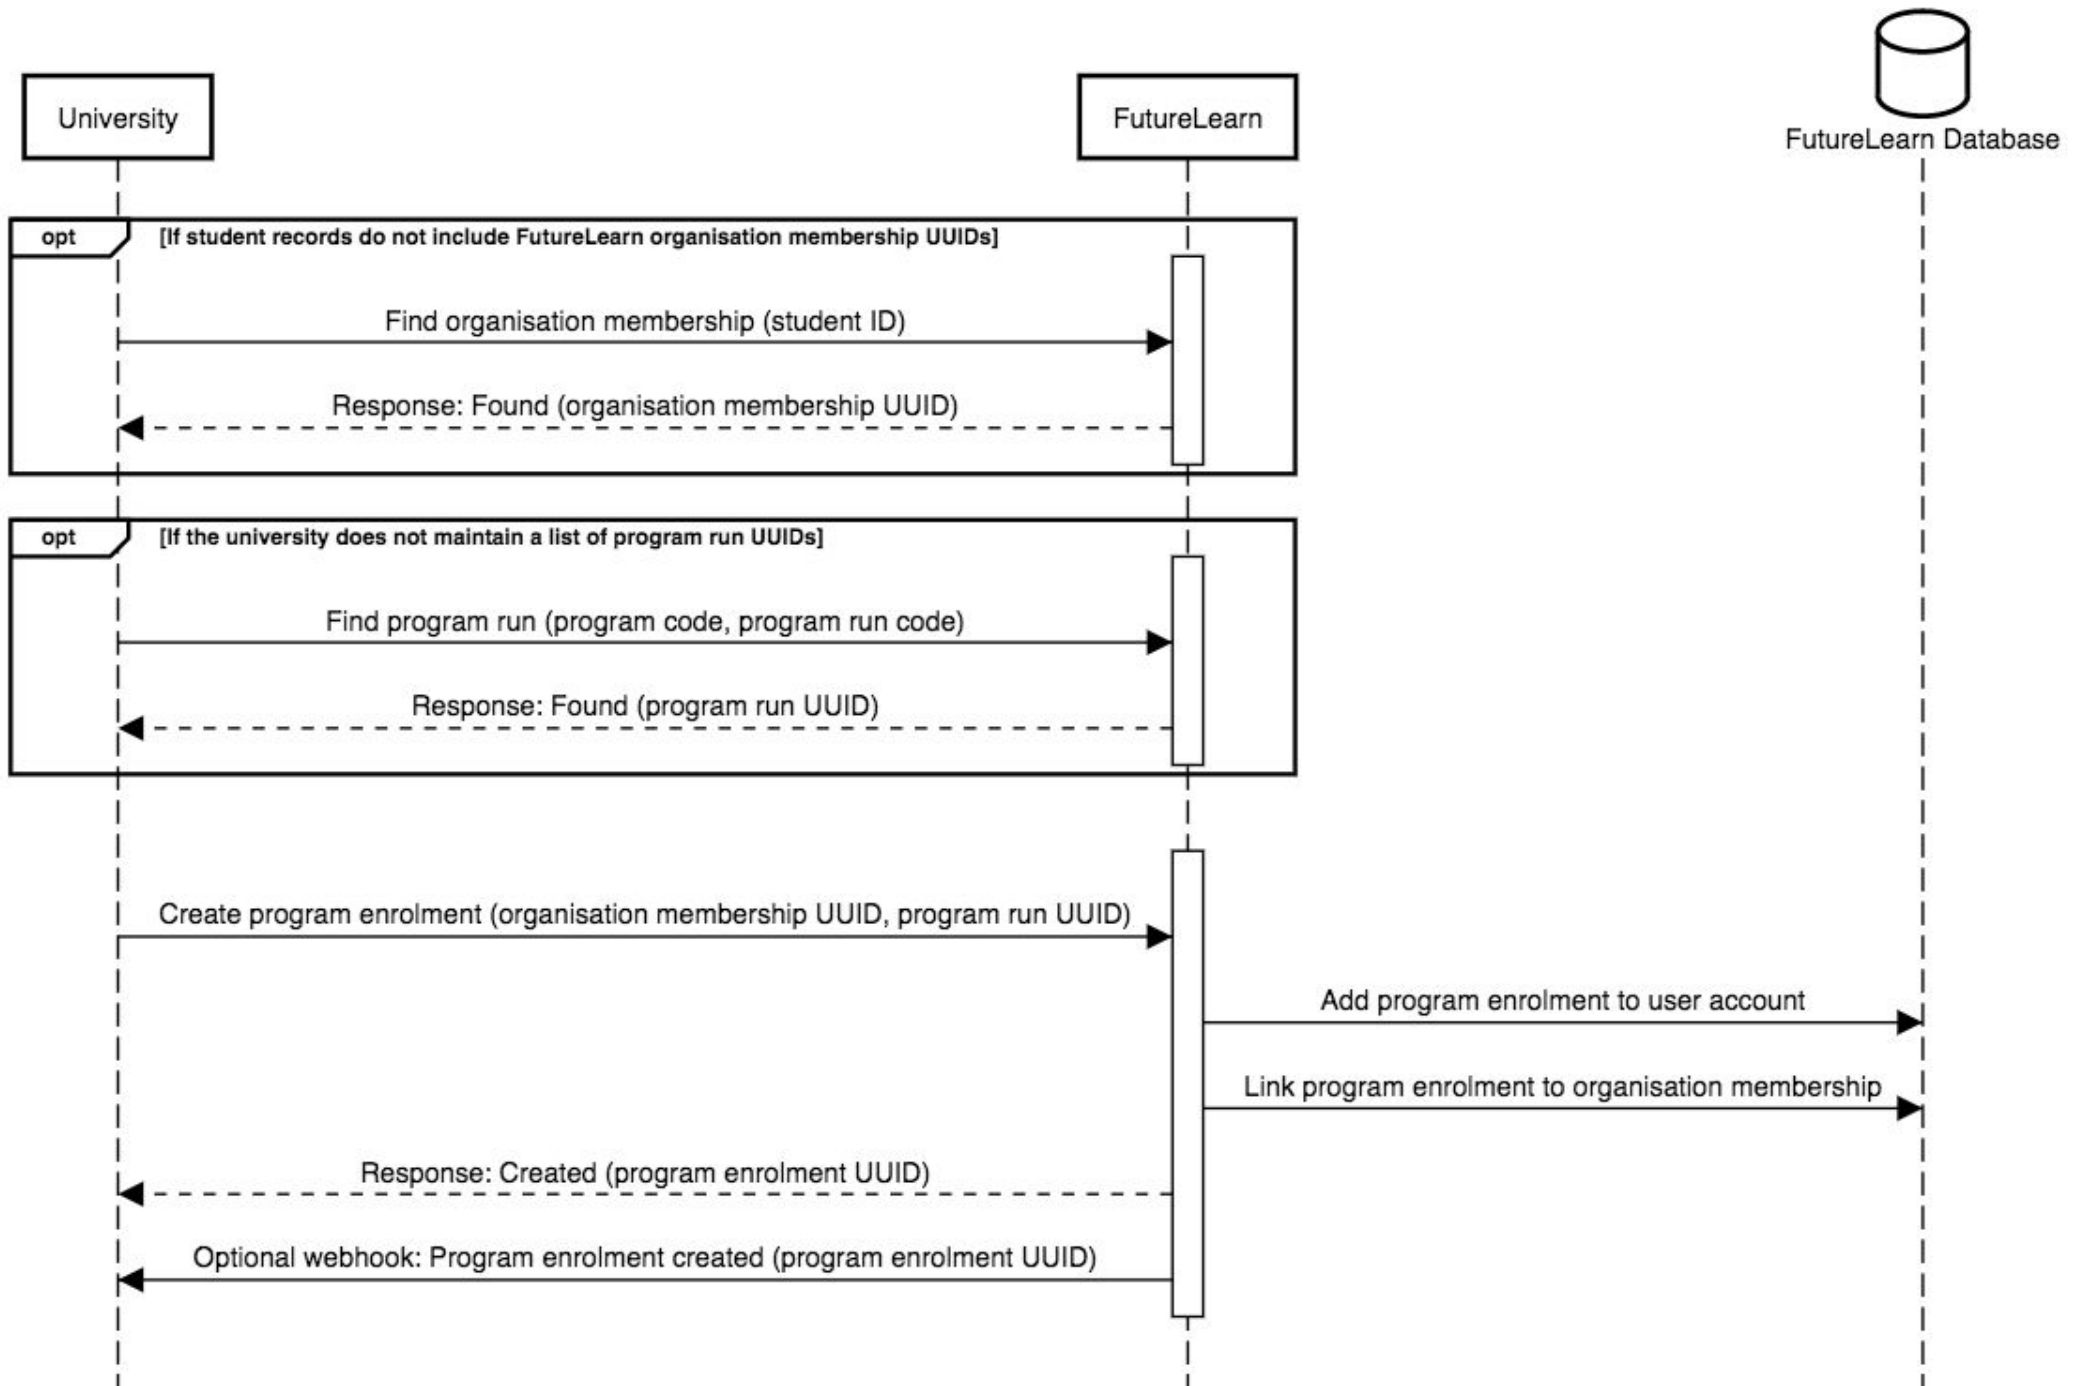 University
FutureLearn
FutureLearn Database
opt
[If student records do not include FutureLearn organisation membership UUIDs]
Find organisation membership (student ID)
Response: Found (organisation membership UUID)
opt
[If the university does not maintain a list of program run UUIDs]
Find program run (program code, program run code)
Response: Found (program run UUID)
Create program enrolment (organisation membership UUID, program run UUID)
Add program enrolment to user account
Link program enrolment to organisation membership
Response: Created (program enrolment UUID)
Optional webhook: Program enrolment created (program enrolment UUID)